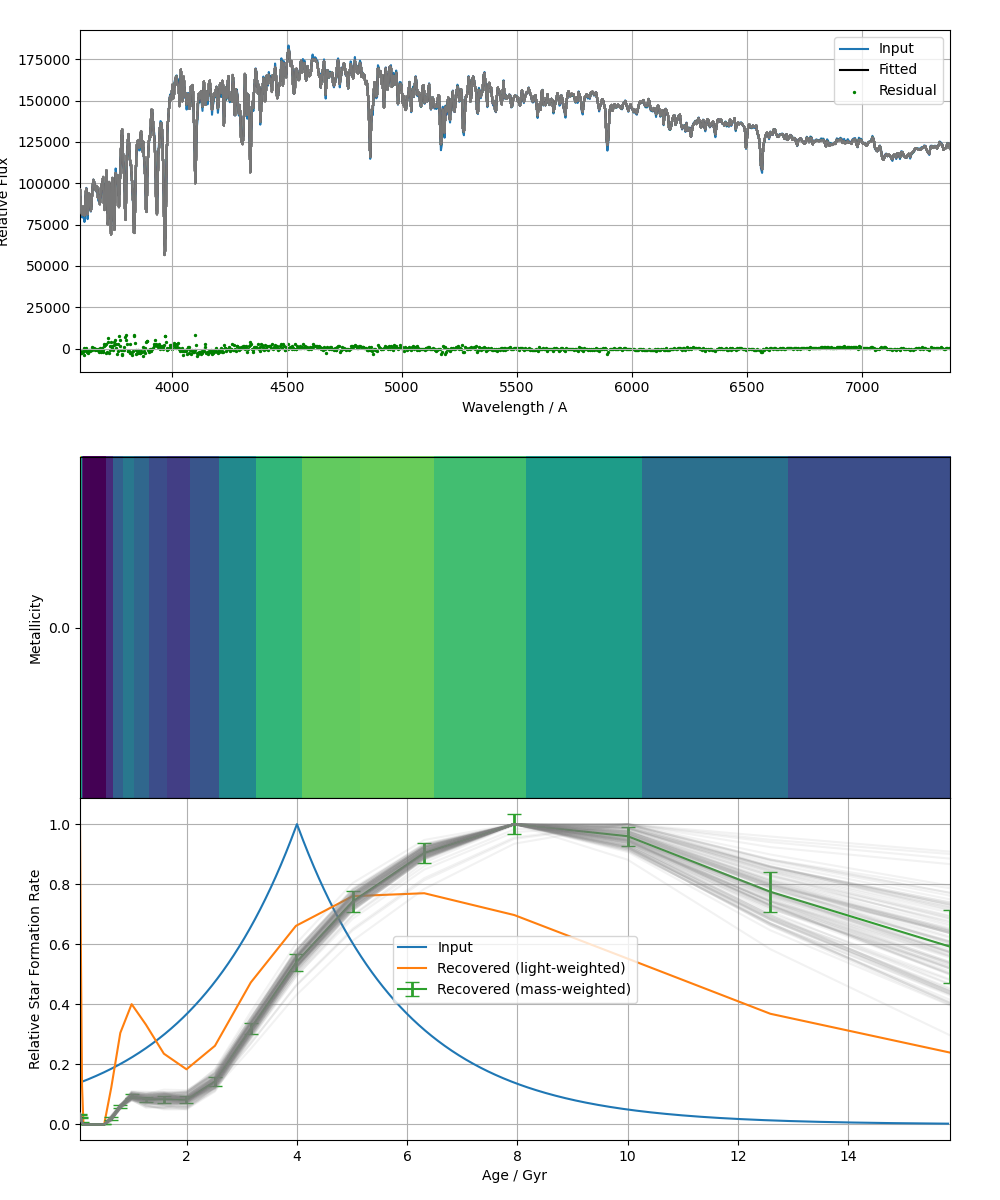 175000
150000
125000
100000
75000
50000
25000
0
Relative Flux
Input
Fitted
Residual
4000 4500 5000 5500 6000 6500 7000
Wavelength / A
Metallicity
0.0
1.0
0.8
0.6
0.4
0.2
0.0
Relative Star Formation Rate
Input
Recovered (light-weighted)
Recovered (mass-weighted)
2 4 6 8 10 12 14
Age / Gyr